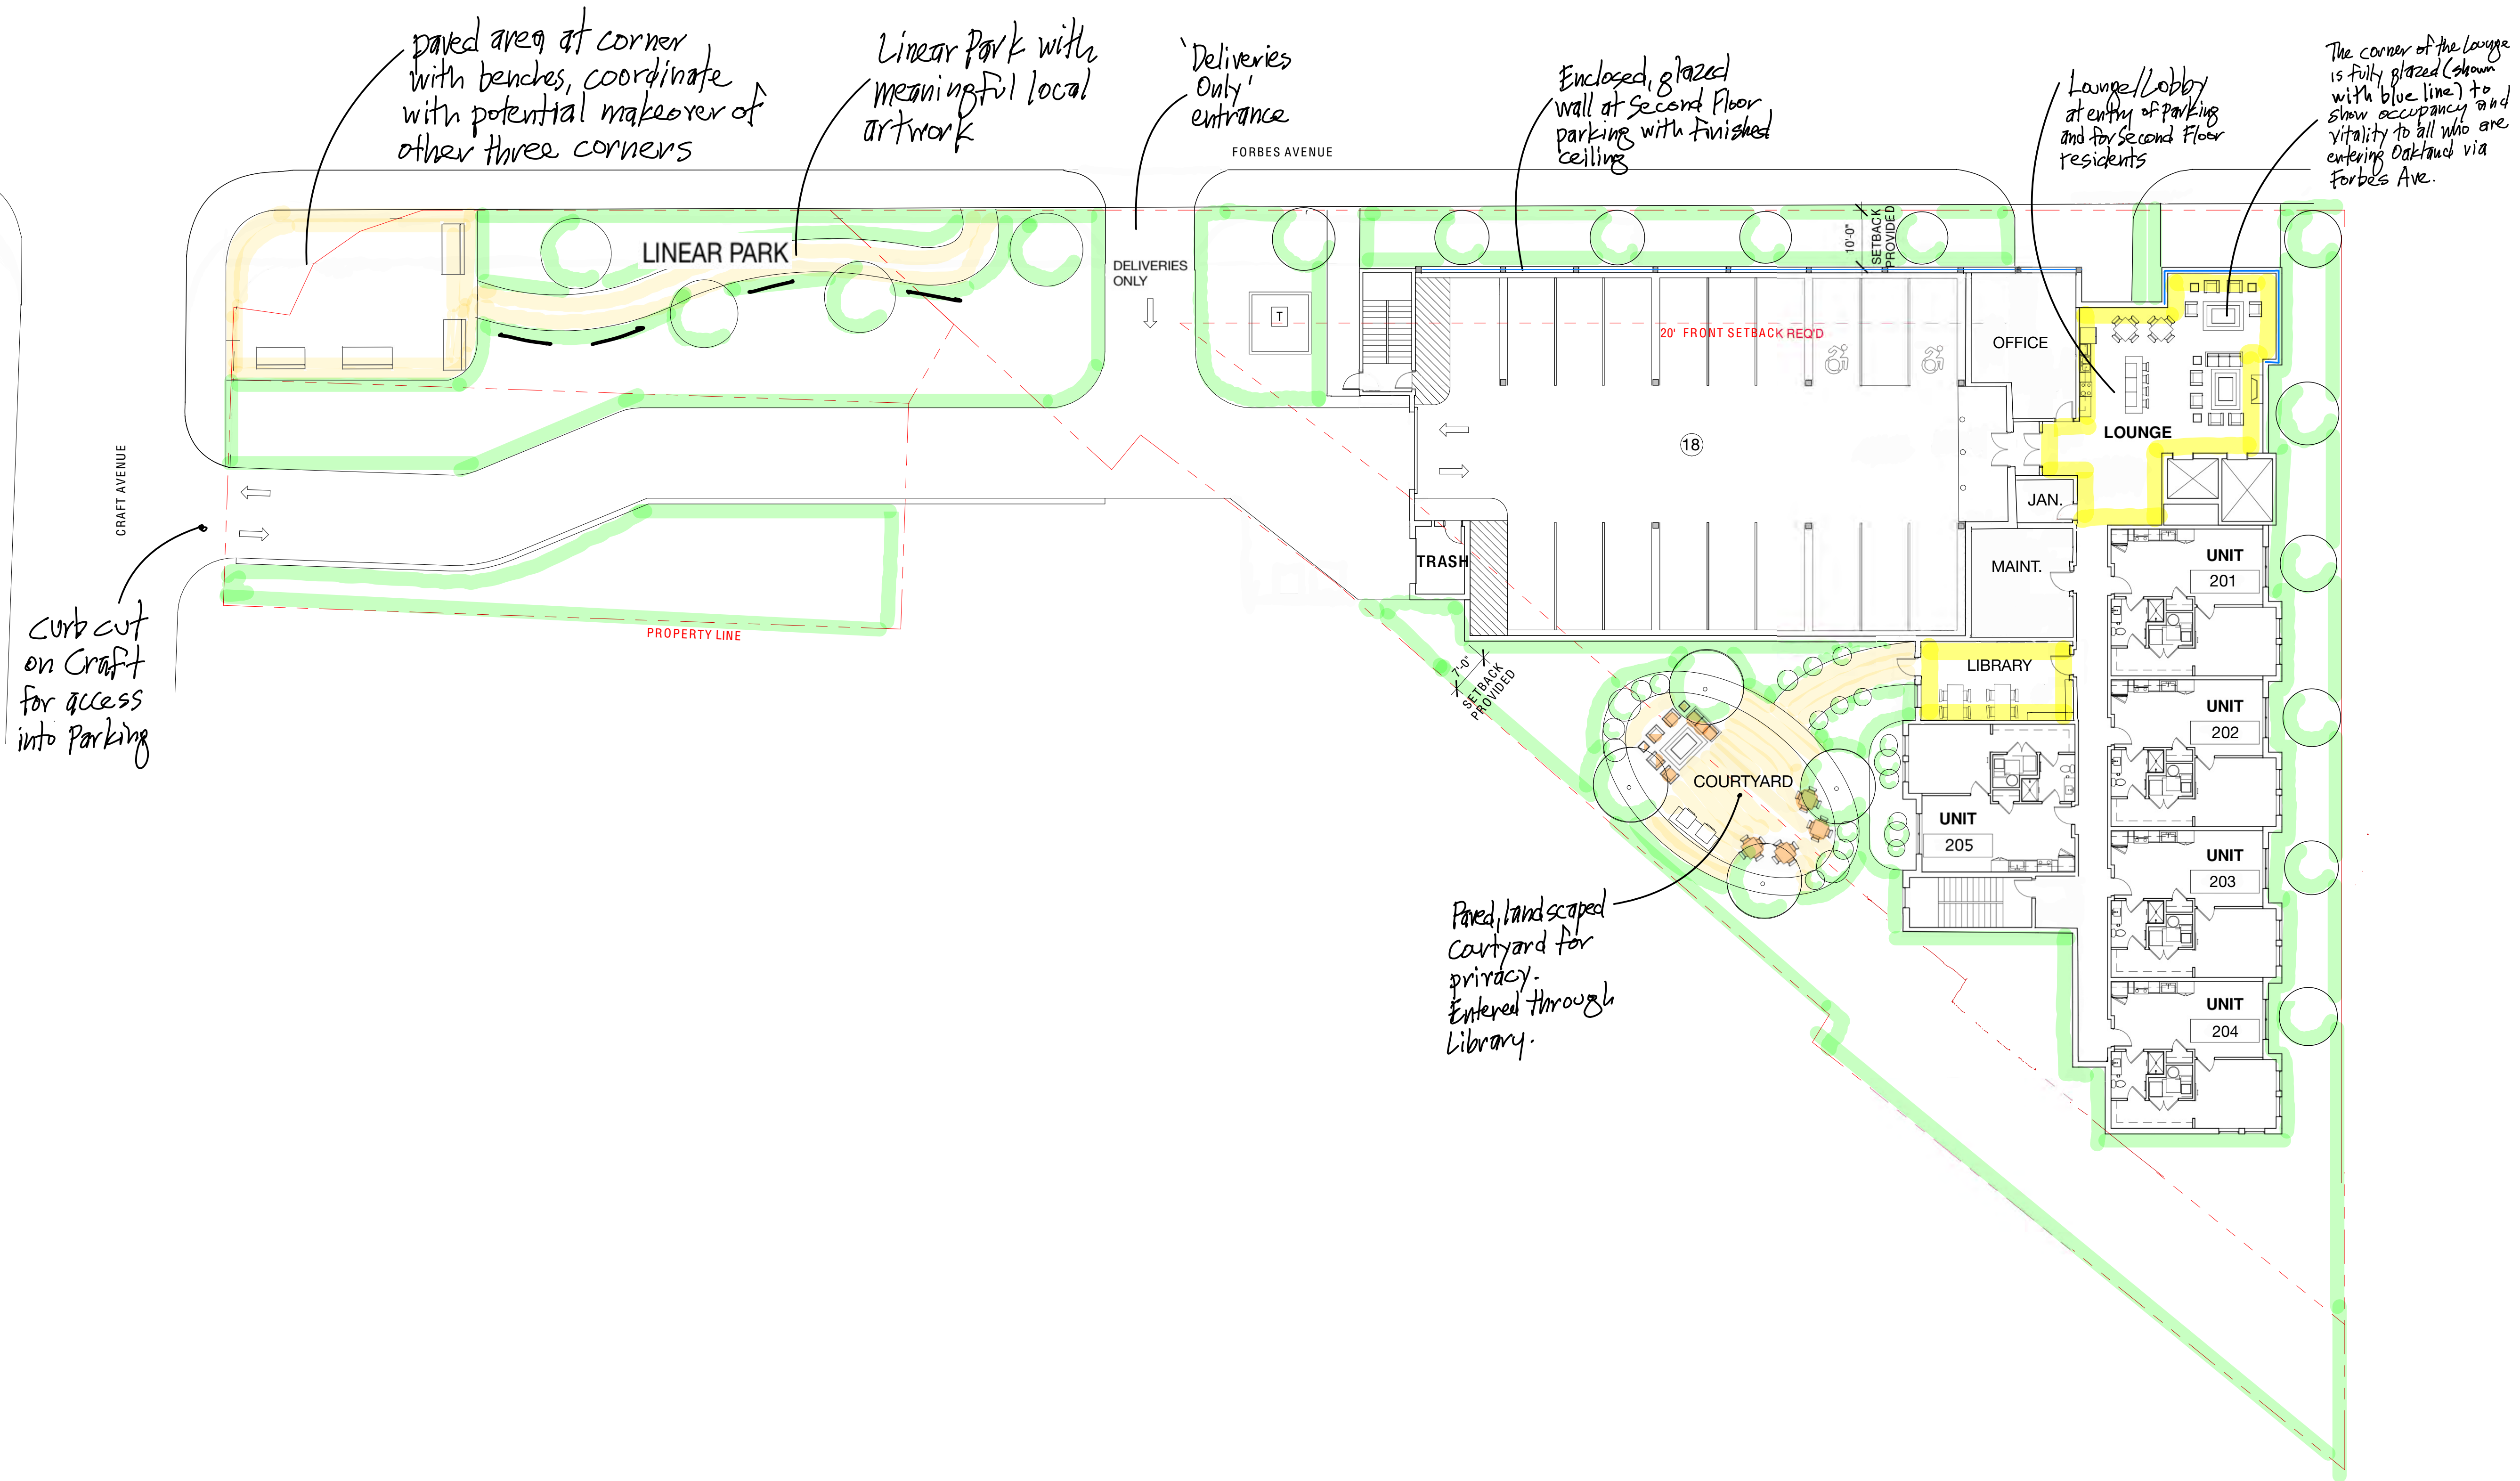 paved area at corner
with benches, coordinate
with potential makeover of
other three corners
Linear Park with
meaningful local
artwork
'Deliveries
Only'
entrance
Enclosed, glazed
wall at Second Floor
parking with finished
ceiling
Lounge/Lobby
at entry of Parking
and for Second Floor
residents
The corner of the Lounge
is fully glazed (shown
with blue line) to
show occupancy and
vitality to all who are
entering Oakland via
Forbes Ave.
FORBES AVENUE
LINEAR PARK
DELIVERIES
ONLY
T
10'-0"
SETBACK
PROVIDED
20' FRONT SETBACK REQ'D
OFFICE
LOUNGE
18
JAN.
MAINT.
TRASH
CRAFT AVENUE
curb cut
on Craft
for access
into Parking
PROPERTY LINE
7'-0"
SETBACK
PROVIDED
LIBRARY
COURTYARD
UNIT
201
UNIT
202
UNIT
205
UNIT
203
UNIT
204
Paved, landscaped
courtyard for
privacy.
Entered through
Library.